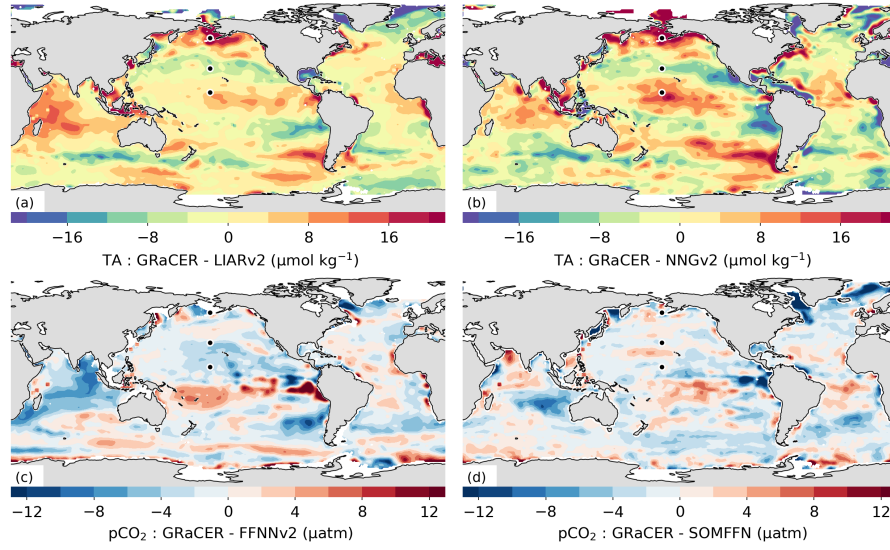 (a)
(b)
−16 −8 0 8 16
−16 −8 0 8 16
TA : GRaCER - LIARv2 (μmol kg⁻¹)
TA : GRaCER - NNGv2 (μmol kg⁻¹)
(c)
(d)
−12 −8 −4 0 4 8 12
−12 −8 −4 0 4 8 12
pCO₂ : GRaCER - FFNNv2 (μatm)
pCO₂ : GRaCER - SOMFFN (μatm)